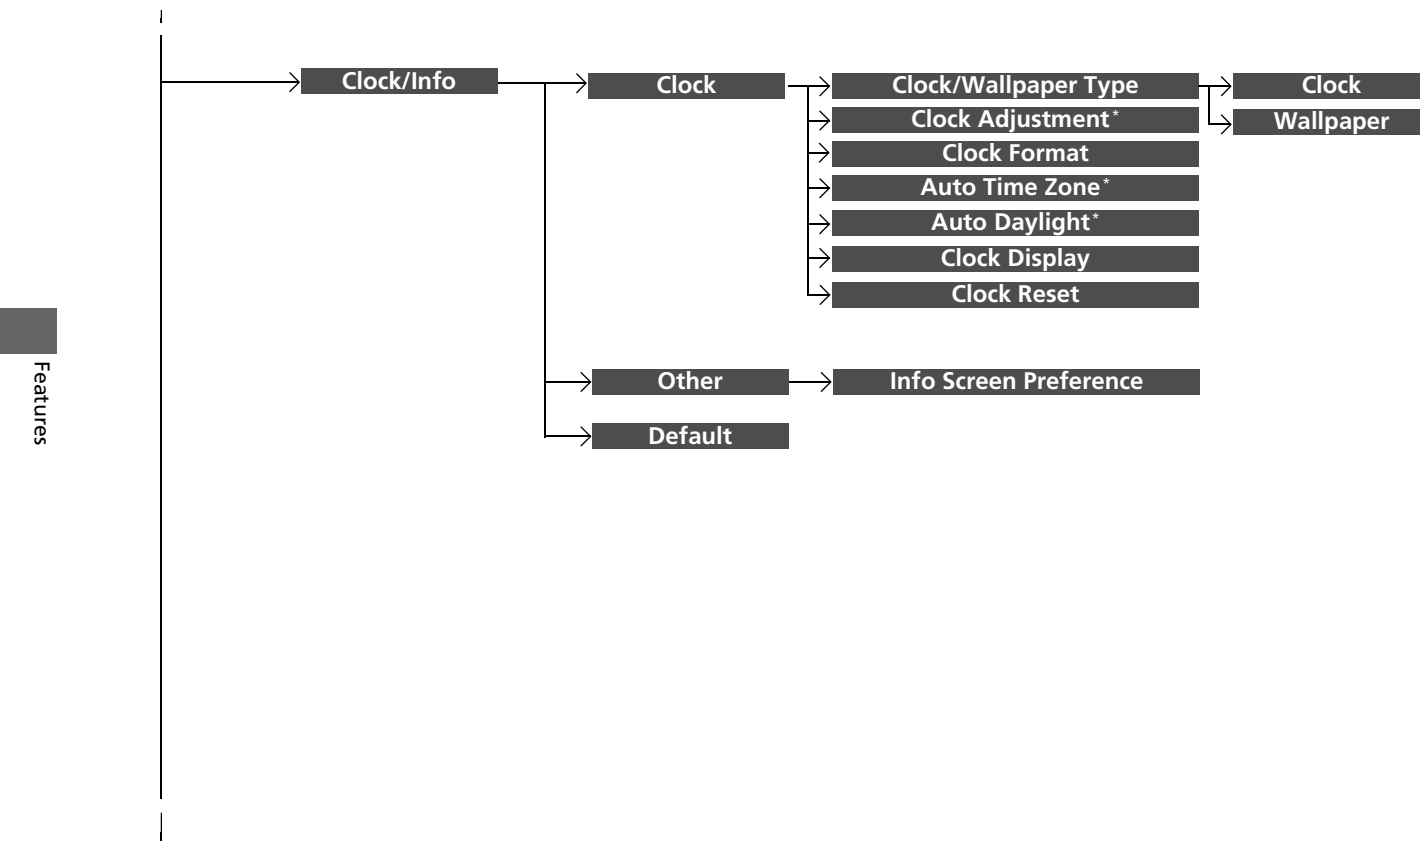 Clock/Info
Clock
Clock/Wallpaper Type
Clock
Wallpaper
Clock Adjustment*
Clock Format
Auto Time Zone*
Auto Daylight*
Clock Display
Clock Reset
Other
Info Screen Preference
Default
Features